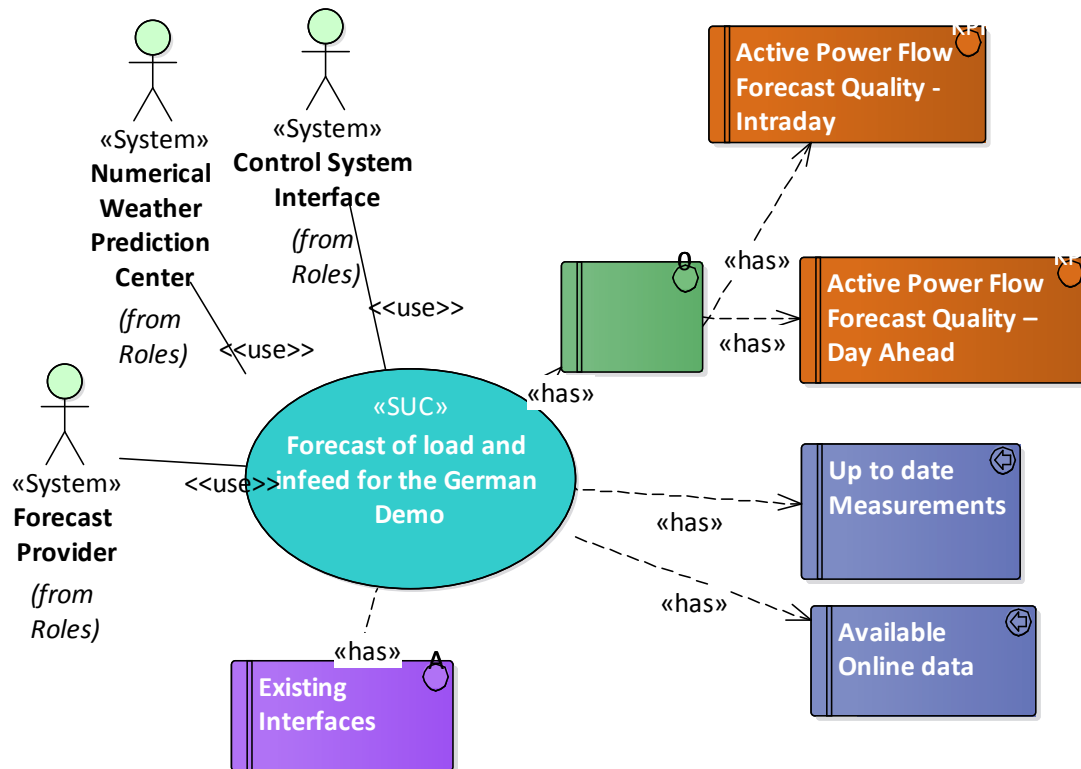 «System»
Numerical
Weather
Prediction
Center
(from
Roles)
«System»
Control System
Interface
(from
Roles)
«System»
Forecast
Provider
(from
Roles)
<<use>>
<<use>>
<<use>>
«SUC»
Forecast of load and
infeed for the German
Demo
«has»
O
«has»
«has»
KPI
Active Power Flow
Forecast Quality -
Intraday
Active Power Flow
Forecast Quality –
Day Ahead
«has»
Up to date
Measurements
«has»
Available
Online data
«has»
A
Existing
Interfaces